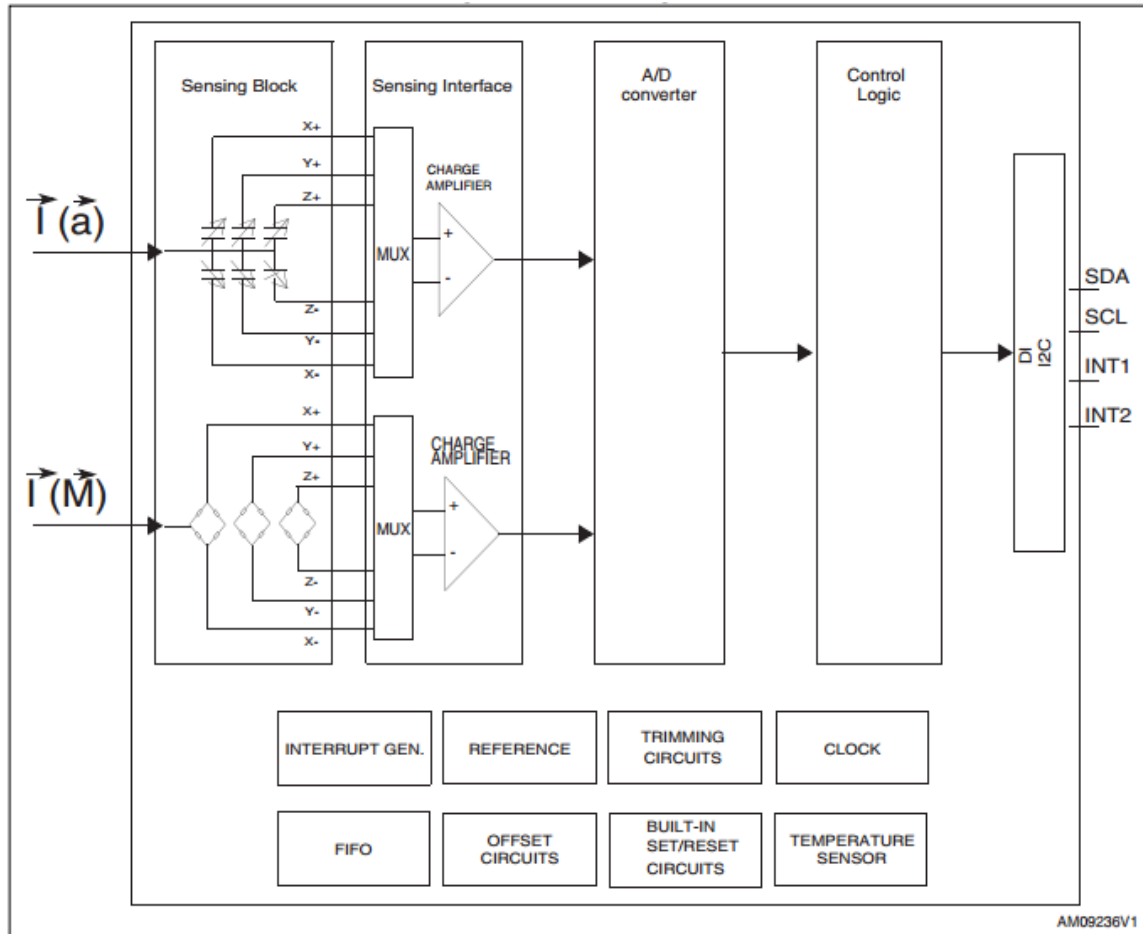 Sensing Block
Sensing Interface
A/D
converter
Control
Logic
X+
Y+
Z+
CHARGE
AMPLIFIER
I (a)
+
MUX
-
Z-
Y-
X-
SDA
SCL
DI
I2C
INT1
INT2
X+
Y+
Z+
CHARGE
AMPLIFIER
I (M)
+
MUX
-
Z-
Y-
X-
INTERRUPT GEN.
REFERENCE
TRIMMING
CIRCUITS
CLOCK
FIFO
OFFSET
CIRCUITS
BUILT-IN
SET/RESET
CIRCUITS
TEMPERATURE
SENSOR
AM09236V1